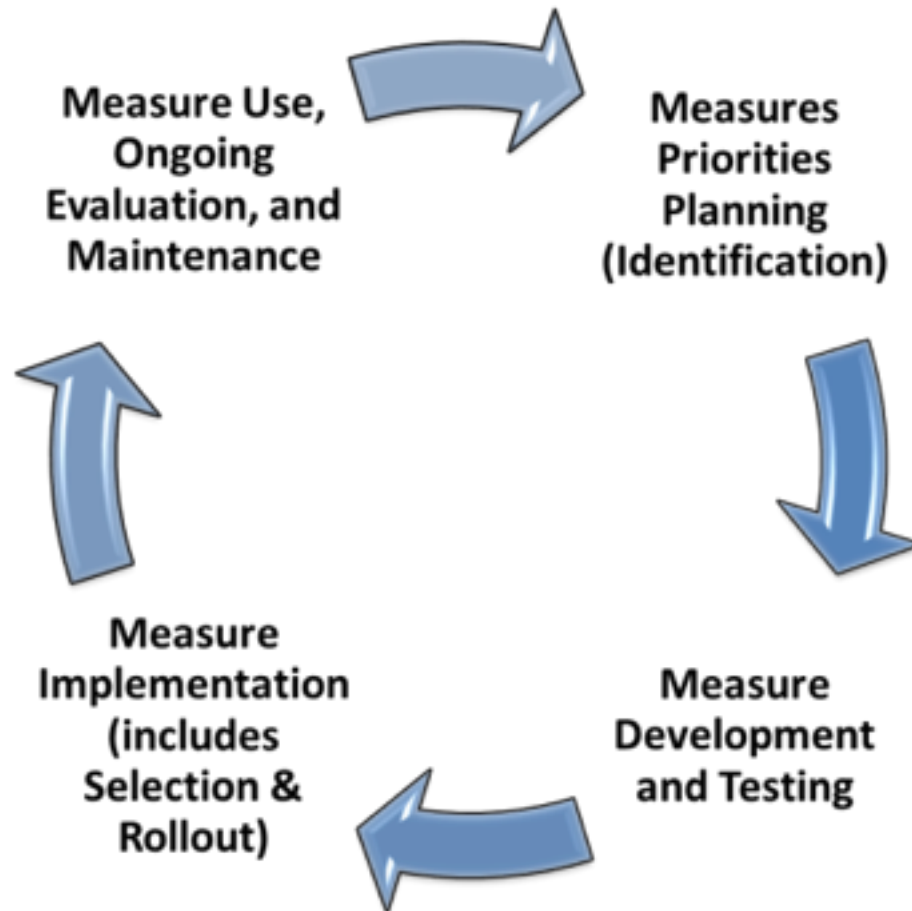 Measure Use,
Ongoing
Evaluation, and
Maintenance
Measures
Priorities
Planning
(Identification)
Measure
Development
and Testing
Measure
Implementation
(includes
Selection &
Rollout)